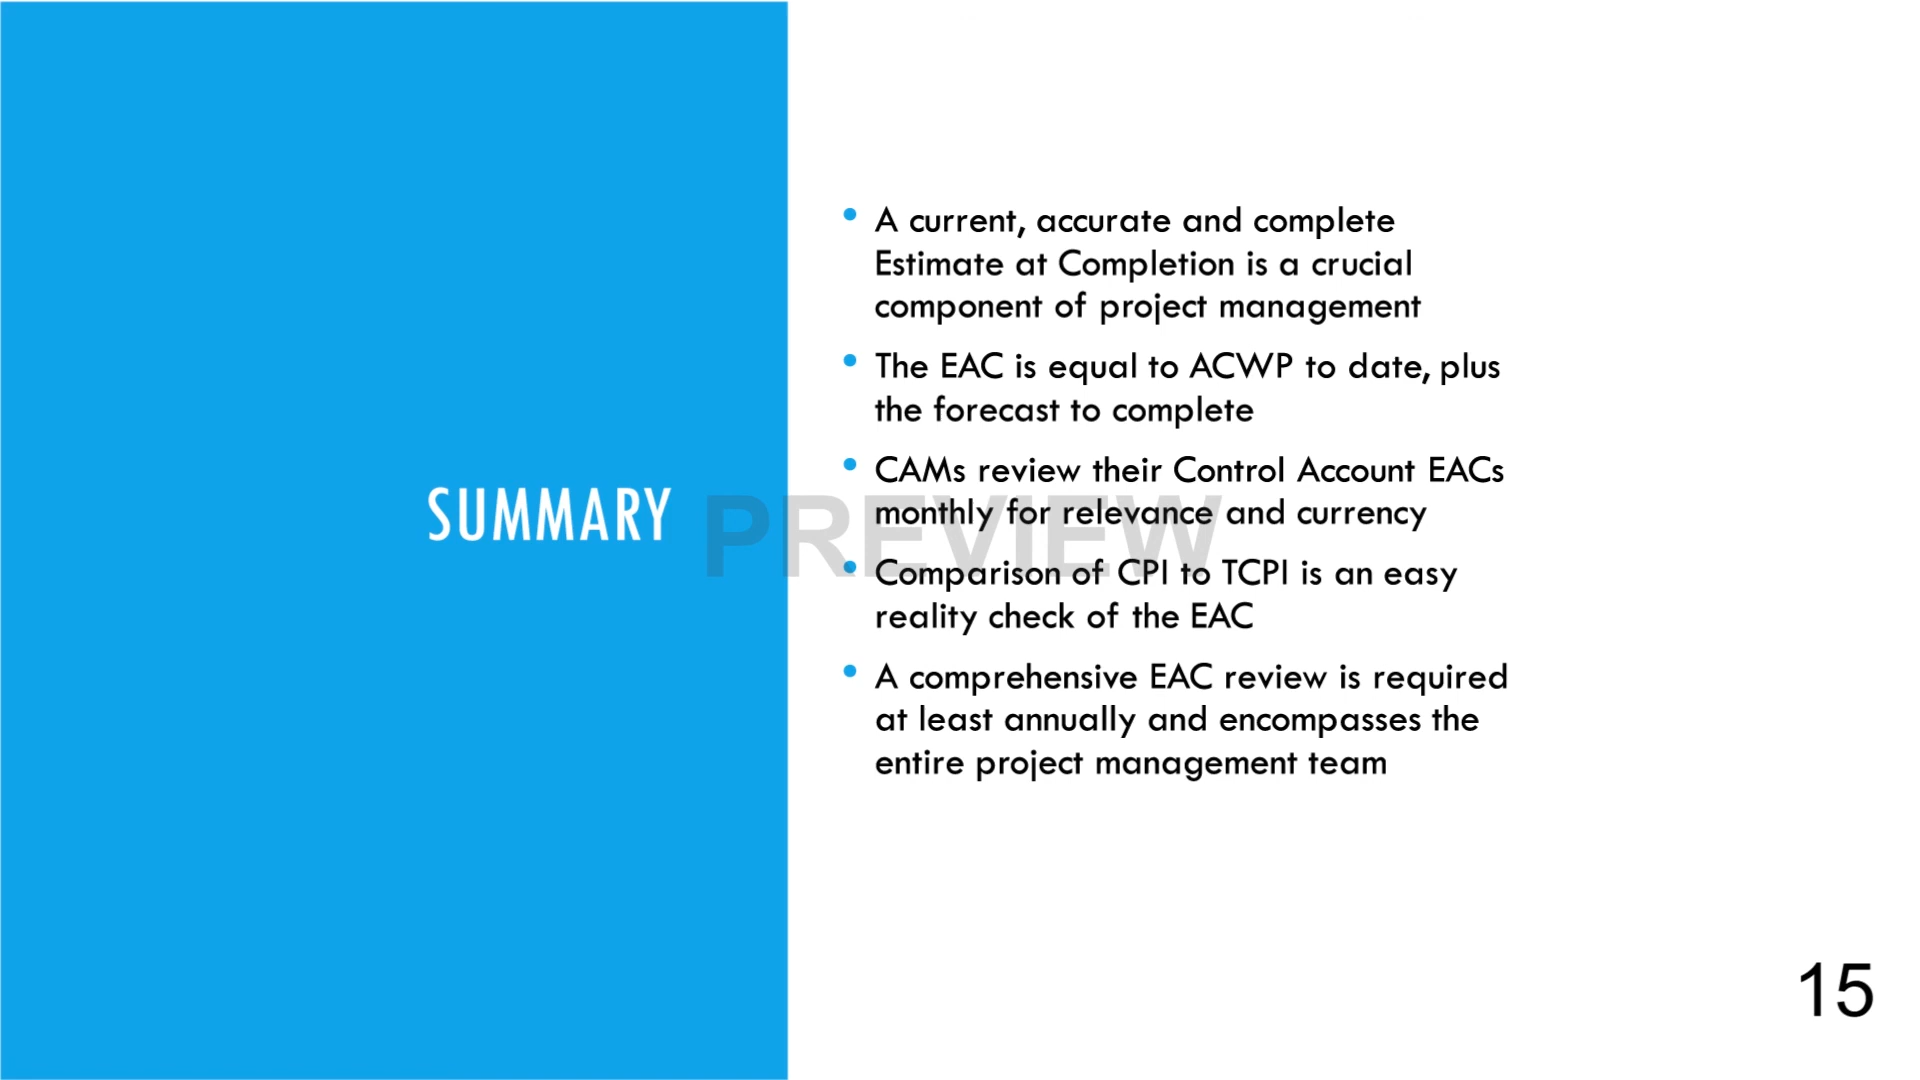 SUMMARY
PREVIEW
• A current, accurate and complete
Estimate at Completion is a crucial
component of project management
• The EAC is equal to ACWP to date, plus
the forecast to complete
• CAMs review their Control Account EACs
monthly for relevance and currency
• Comparison of CPI to TCPI is an easy
reality check of the EAC
• A comprehensive EAC review is required
at least annually and encompasses the
entire project management team
15